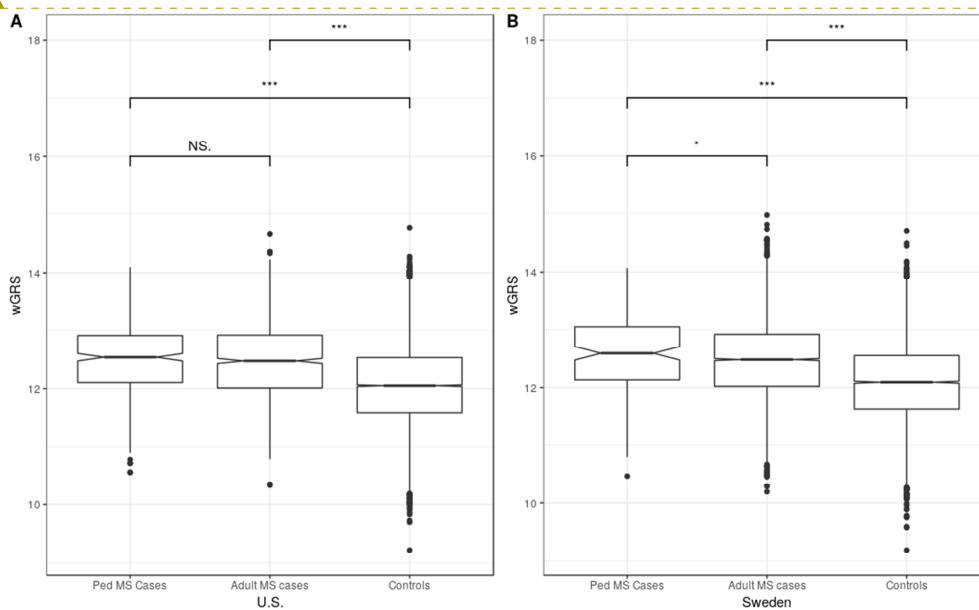 A
B
***
***
18
18
***
***
NS.
*
16
16
14
14
wGRS
wGRS
12
12
10
10
Ped MS Cases
Adult MS cases
Controls
Ped MS Cases
Adult MS cases
Controls
U.S.
Sweden